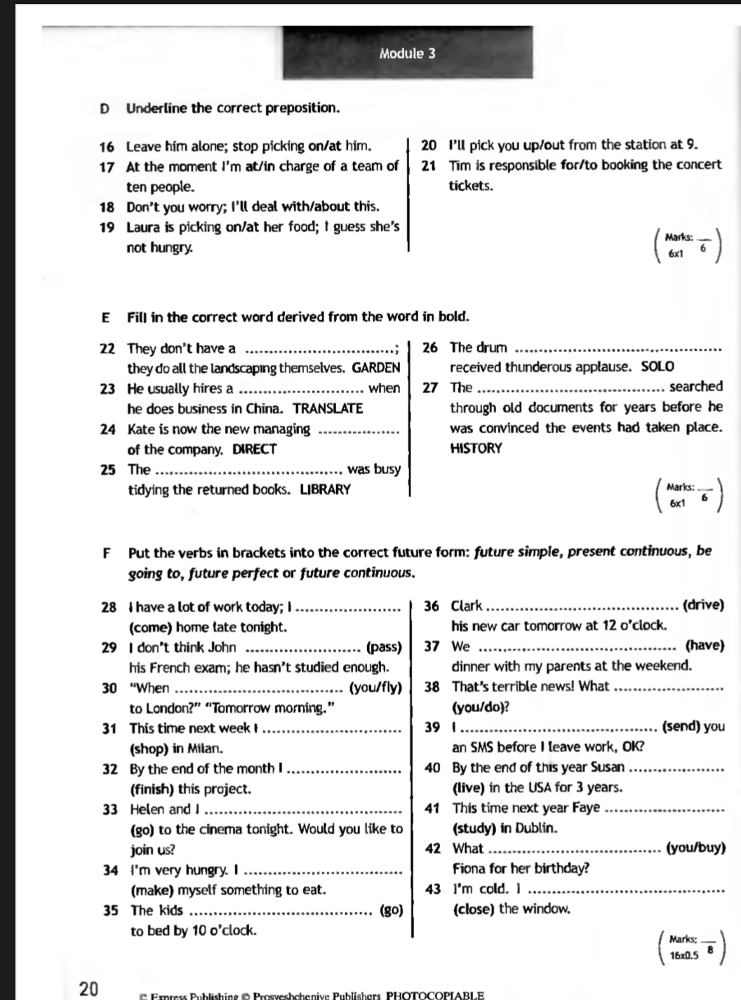 Module 3
D Underline the correct preposition.
16 Leave him alone; stop picking on/at him.
17 At the moment I'm at/in charge of a team of
ten people.
18 Don't you worry; I'll deal with/about this.
19 Laura is picking on/at her food; I guess she's
not hungry.
20 I'll pick you up/out from the station at 9.
21 Tim is responsible for/to booking the concert
tickets.
Marks: __
6x1 6
E Fill in the correct word derived from the word in bold.
22 They don't have a ..............................;
they do all the landscaping themselves. GARDEN
23 He usually hires a ......................... when
he does business in China. TRANSLATE
24 Kate is now the new managing .................
of the company. DIRECT
25 The ...................................... was busy
tidying the returned books. LIBRARY
26 The drum ..........................................
received thunderous applause. SOLO
27 The ...................................... searched
through old documents for years before he
was convinced the events had taken place.
HISTORY
Marks: __
6x1 6
F Put the verbs in brackets into the correct future form: future simple, present continuous, be
going to, future perfect or future continuous.
28 I have a lot of work today; I ......................
(come) home late tonight.
29 I don't think John ........................ (pass)
his French exam; he hasn't studied enough.
30 "When .................................. (you/fly)
to London?" "Tomorrow morning."
31 This time next week I ............................
(shop) in Milan.
32 By the end of the month I .......................
(finish) this project.
33 Helen and I ........................................
(go) to the cinema tonight. Would you like to
join us?
34 I'm very hungry. I ................................
(make) myself something to eat.
35 The kids ..................................... (go)
to bed by 10 o'clock.
36 Clark ....................................... (drive)
his new car tomorrow at 12 o'clock.
37 We ........................................ (have)
dinner with my parents at the weekend.
38 That's terrible news! What ......................
(you/do)?
39 I ........................................ (send) you
an SMS before I leave work, OK?
40 By the end of this year Susan ...................
(live) in the USA for 3 years.
41 This time next year Faye ........................
(study) in Dublin.
42 What ................................... (you/buy)
Fiona for her birthday?
43 I'm cold. I ........................................
(close) the window.
Marks: __
16x0.5 8
20
© Express Publishing © Prosveshcheniye Publishers PHOTOCOPIABLE